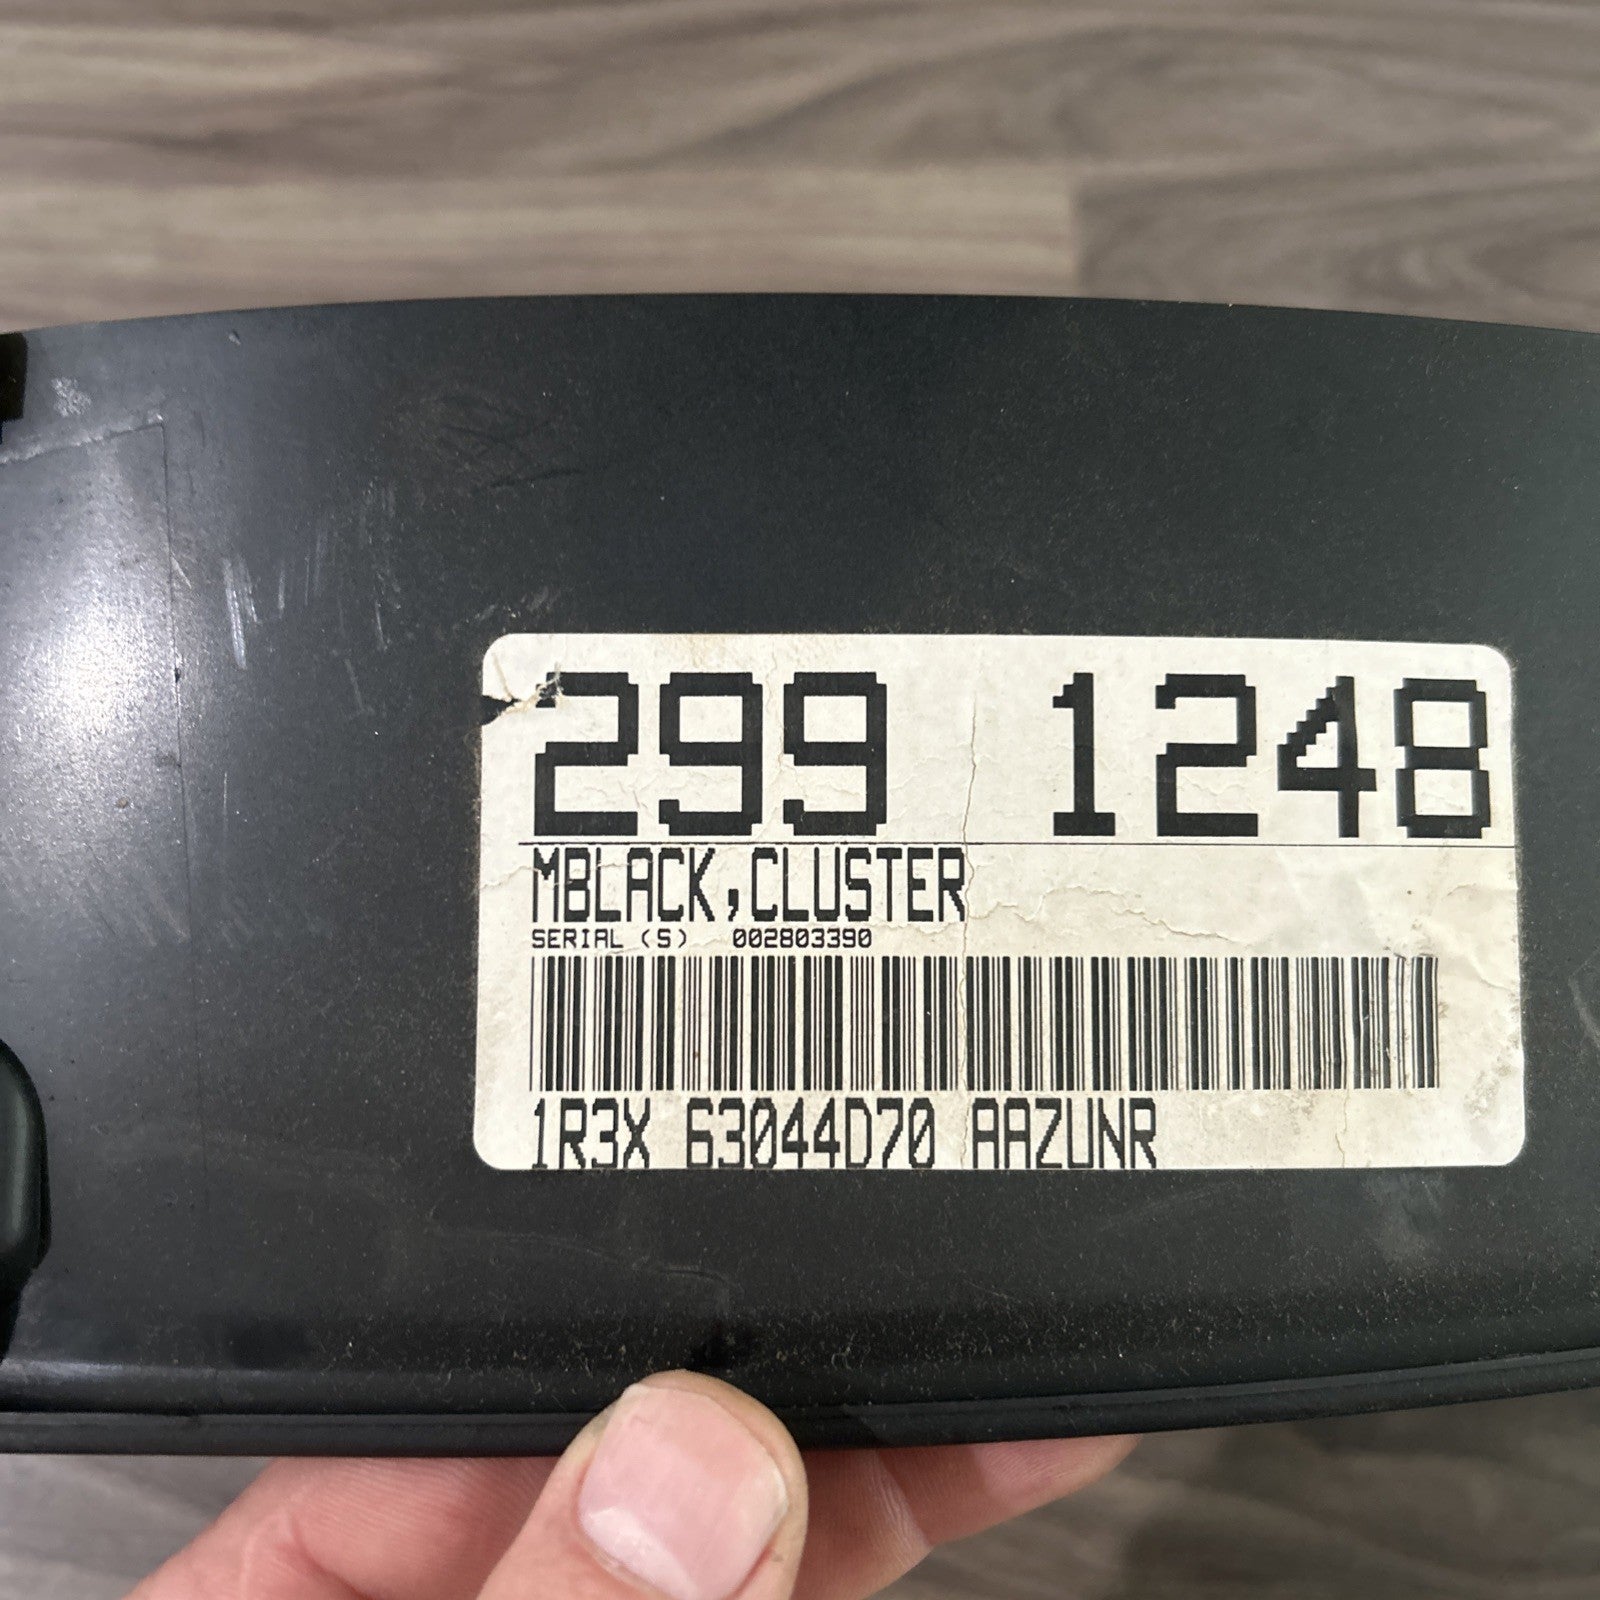 299 1248
MBLACK,CLUSTER
SERIAL (S) 002803390
1R3X 63044D70 AAZUNR